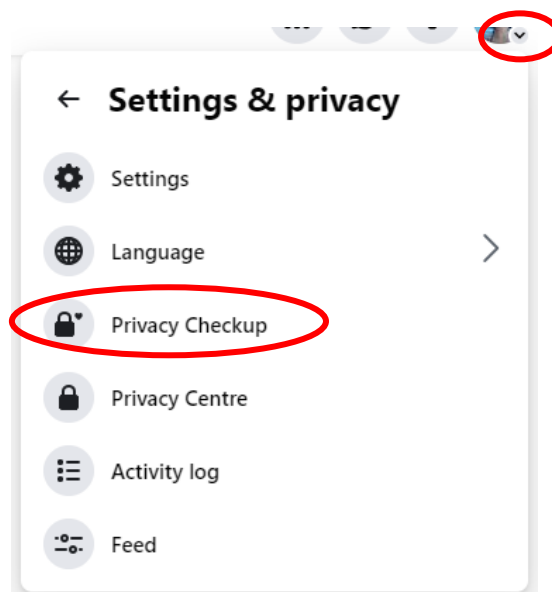 Settings & privacy
Settings
Language
Privacy Checkup
Privacy Centre
Activity log
Feed